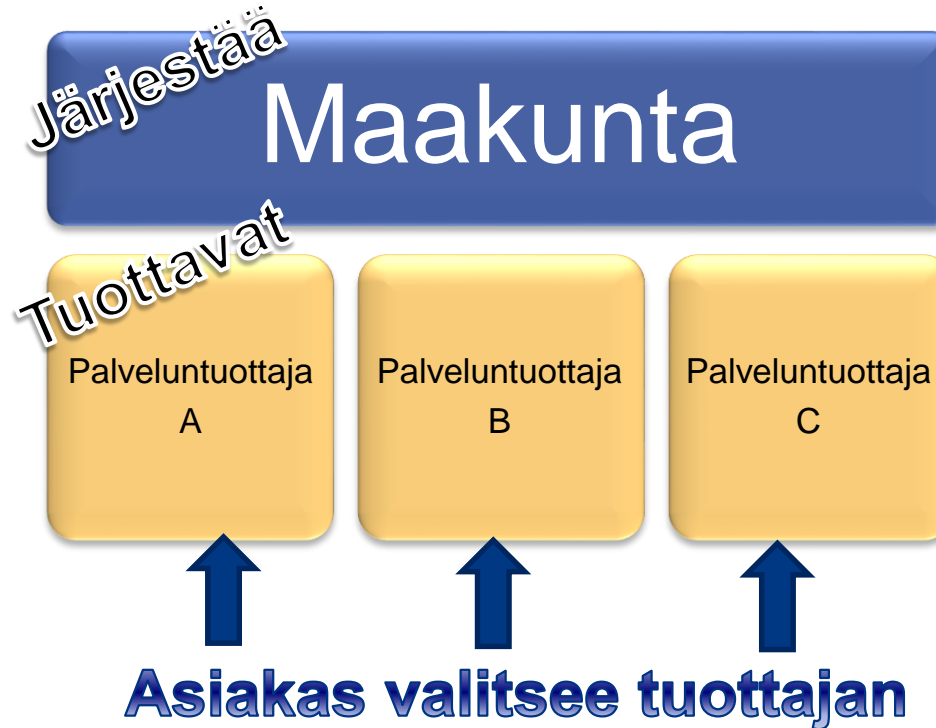 Järjestää
Maakunta
Tuottavat
Palveluntuottaja
A
Palveluntuottaja
B
Palveluntuottaja
C
Asiakas valitsee tuottajan